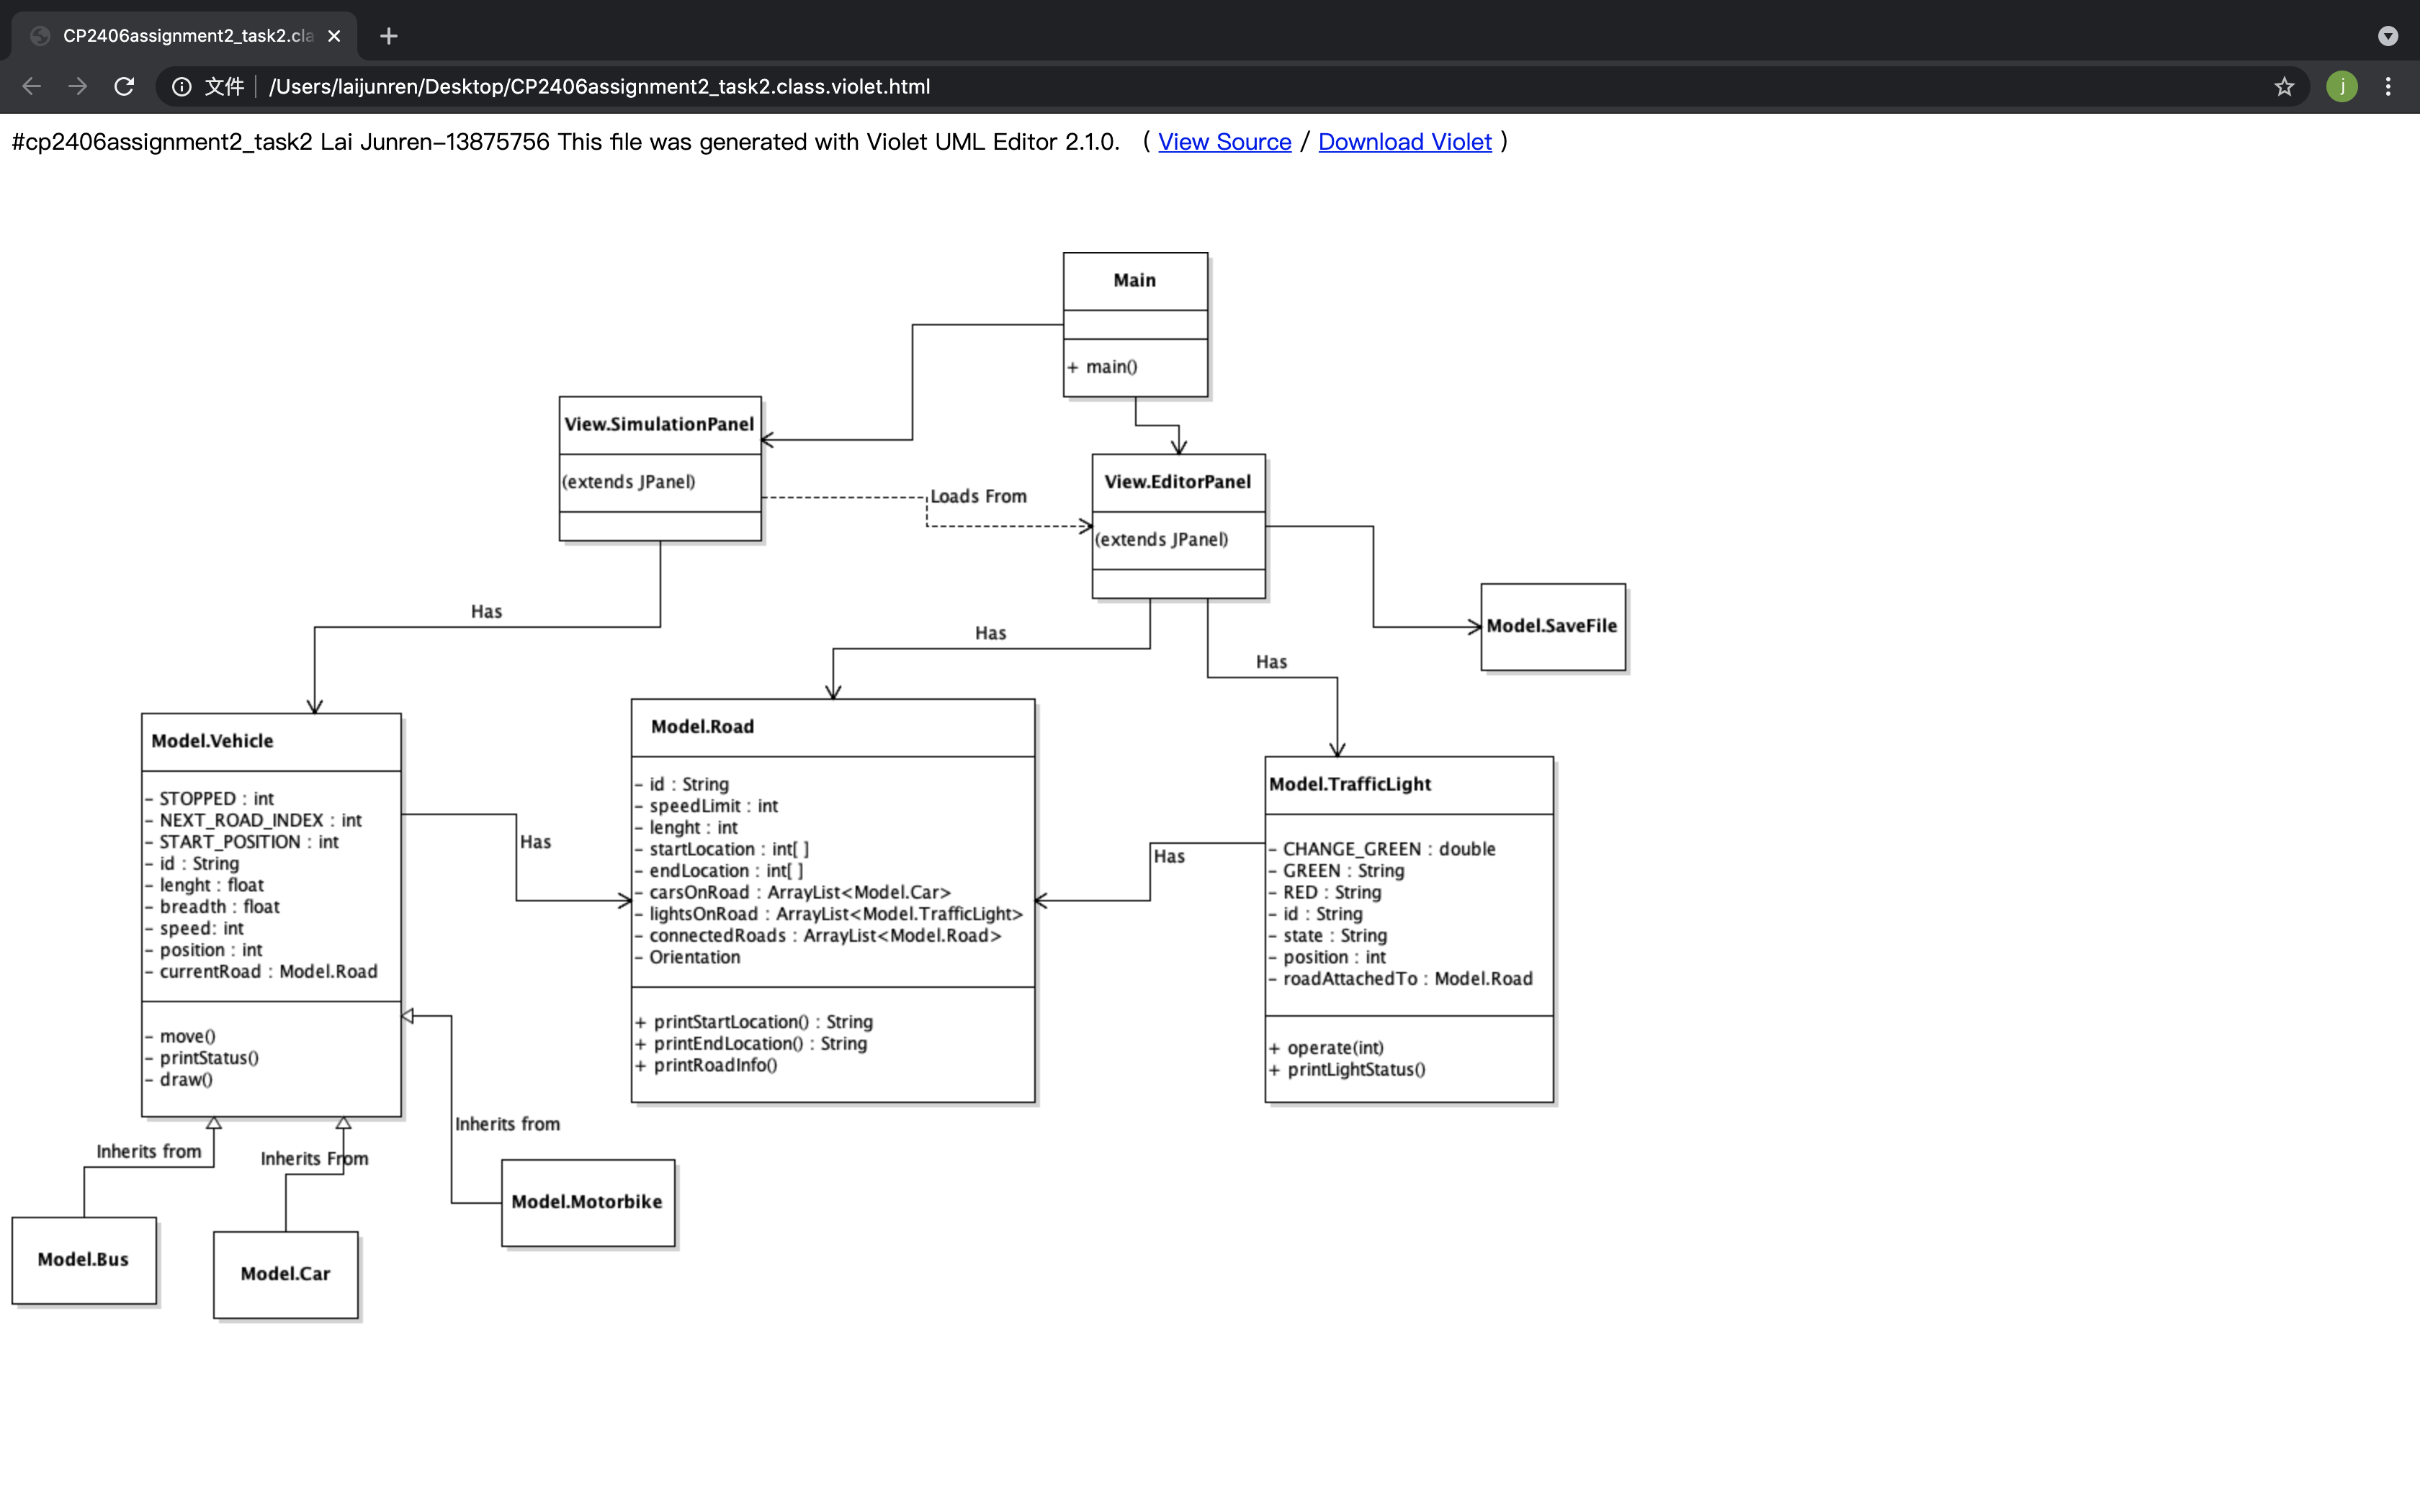 CP2406assignment2_task2.cla
文件
/Users/laijunren/Desktop/CP2406assignment2_task2.class.violet.html
j
#cp2406assignment2_task2 Lai Junren-13875756 This file was generated with Violet UML Editor 2.1.0. ( View Source / Download Violet )
Main
+ main()
View.SimulationPanel
(extends JPanel)
Loads From
View.EditorPanel
(extends JPanel)
Model.SaveFile
Has
Has
Has
Model.Vehicle
- STOPPED : int
- NEXT_ROAD_INDEX : int
- START_POSITION : int
- id : String
- lenght : float
- breadth : float
- speed: int
- position : int
- currentRoad : Model.Road
- move()
- printStatus()
- draw()
Has
Model.Road
- id : String
- speedLimit : int
- lenght : int
- startLocation : int[ ]
- endLocation : int[ ]
- carsOnRoad : ArrayList<Model.Car>
- lightsOnRoad : ArrayList<Model.TrafficLight>
- connectedRoads : ArrayList<Model.Road>
- Orientation
+ printStartLocation() : String
+ printEndLocation() : String
+ printRoadInfo()
Has
Model.TrafficLight
- CHANGE_GREEN : double
- GREEN : String
- RED : String
- id : String
- state : String
- position : int
- roadAttachedTo : Model.Road
+ operate(int)
+ printLightStatus()
Inherits from
Inherits From
Inherits from
Model.Motorbike
Model.Bus
Model.Car